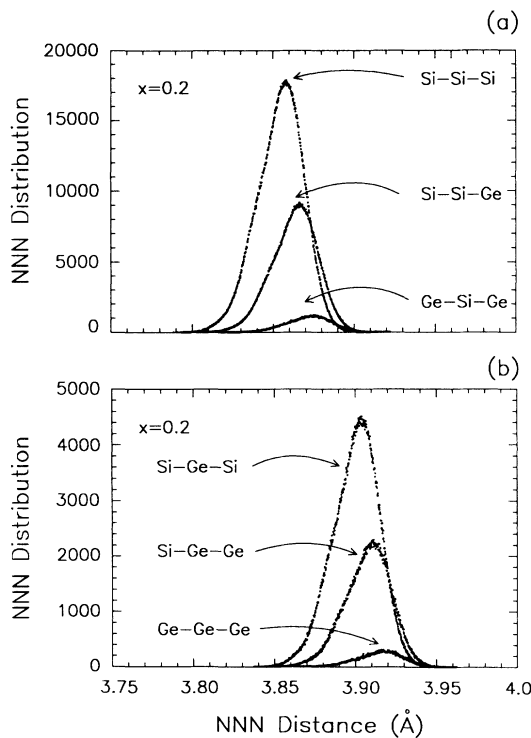 (a)
20000
15000
10000
5000
0
NNN Distribution
x=0.2
Si–Si–Si
Si–Si–Ge
Ge–Si–Ge
(b)
5000
4000
3000
2000
1000
0
NNN Distribution
x=0.2
Si–Ge–Si
Si–Ge–Ge
Ge–Ge–Ge
3.75 3.80 3.85 3.90 3.95 4.0
NNN Distance (Å)